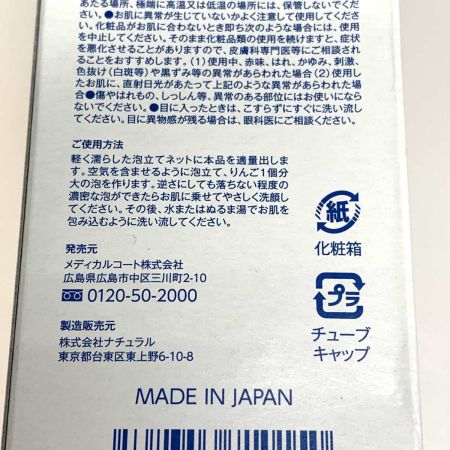 あたる場所、極端に高温又は低温の場所には、保管しないでくだ
さい。●お肌に異常が生じていないかよく注意して使用してください。
化粧品がお肌に合わないとき即ち次のような場合には、使用
を中止してください。そのまま化粧品類の使用を続けますと、症状
を悪化させることがありますので、皮膚科専門医等にご相談され
ることをおすすめします。(1)使用中、赤味、はれ、かゆみ、刺激、
色抜け(白斑等)や黒ずみ等の異常があらわれた場合(2)使用し
たお肌に、直射日光があたって上記のような異常があらわれた場合
●傷やはれもの、しっしん等、異常のある部位にはお使いになら
ないでください。●目に入ったときは、こすらずにすぐに洗い流し
てください。目に異物感が残る場合は、眼科医にご相談ください。
ご使用方法
軽く濡らした泡立てネットに本品を適量出しま
す。空気を含ませるように泡立て、りんご1個分
大の泡を作ります。逆さにしても落ちない程度の
濃密な泡ができたらお肌に乗せてやさしく洗顔し
てください。その後、水またはぬるま湯でお肌を
包み込むように洗い流してください。
発売元
メディカルコート株式会社
広島県広島市中区三川町2-10
0120-50-2000
製造販売元
株式会社ナチュラル
東京都台東区東上野6-10-8
紙
化粧箱
プラ
チューブ
キャップ
MADE IN JAPAN